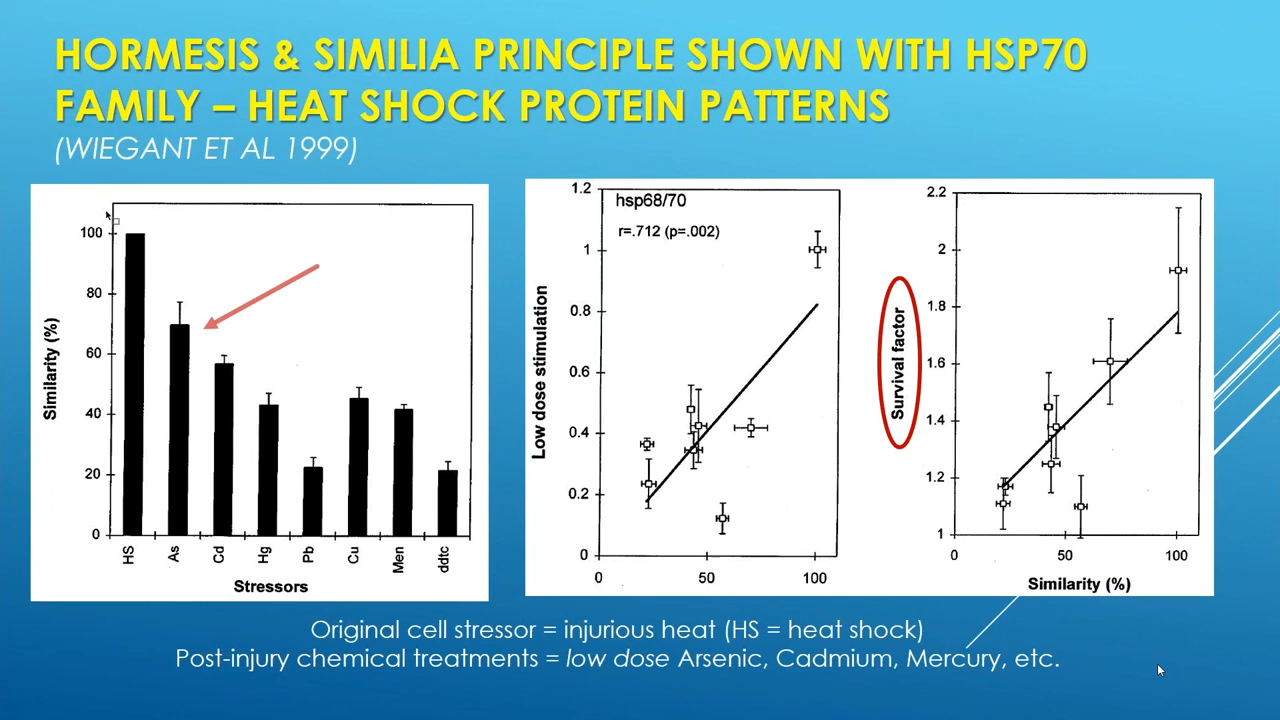 HORMESIS & SIMILIA PRINCIPLE SHOWN WITH HSP70
FAMILY – HEAT SHOCK PROTEIN PATTERNS
(WIEGANT ET AL 1999)
Similarity (%)
100
80
60
40
20
0
HS
As
Cd
Hg
Pb
Cu
Men
ddtc
Stressors
Low dose stimulation
hsp68/70
r=.712 (p=.002)
1.2
1
0.8
0.6
0.4
0.2
0
0
50
100
Survival factor
2.2
2
1.8
1.6
1.4
1.2
1
0
50
100
Similarity (%)
Original cell stressor = injurious heat (HS = heat shock)
Post-injury chemical treatments = low dose Arsenic, Cadmium, Mercury, etc.